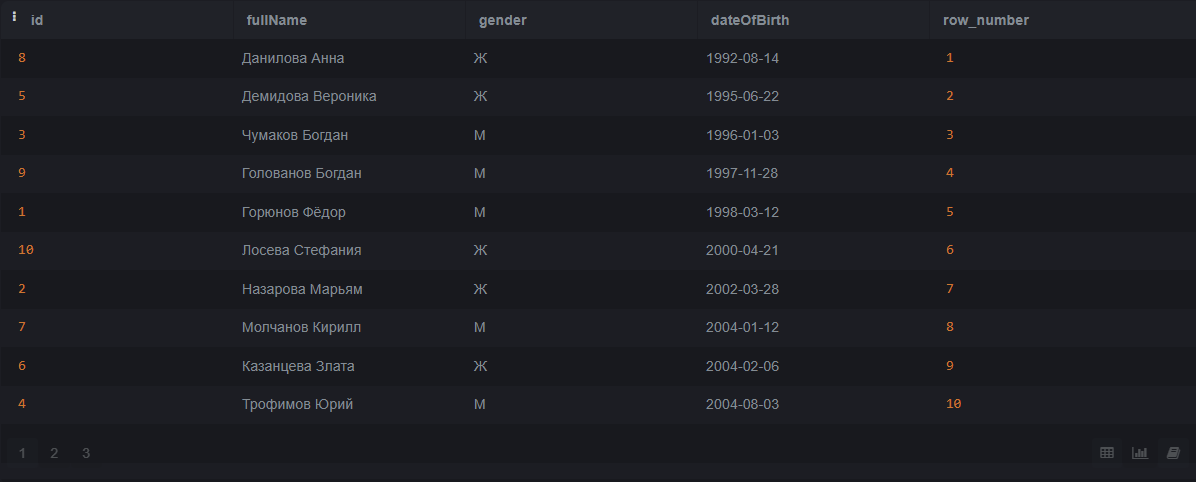 id fullName gender dateOfBirth row_number
8 Данилова Анна Ж 1992-08-14 1
5 Демидова Вероника Ж 1995-06-22 2
3 Чумаков Богдан М 1996-01-03 3
9 Голованов Богдан М 1997-11-28 4
1 Горюнов Фёдор М 1998-03-12 5
10 Лосева Стефания Ж 2000-04-21 6
2 Назарова Марьям Ж 2002-03-28 7
7 Молчанов Кирилл М 2004-01-12 8
6 Казанцева Злата Ж 2004-02-06 9
4 Трофимов Юрий М 2004-08-03 10
1 2 3